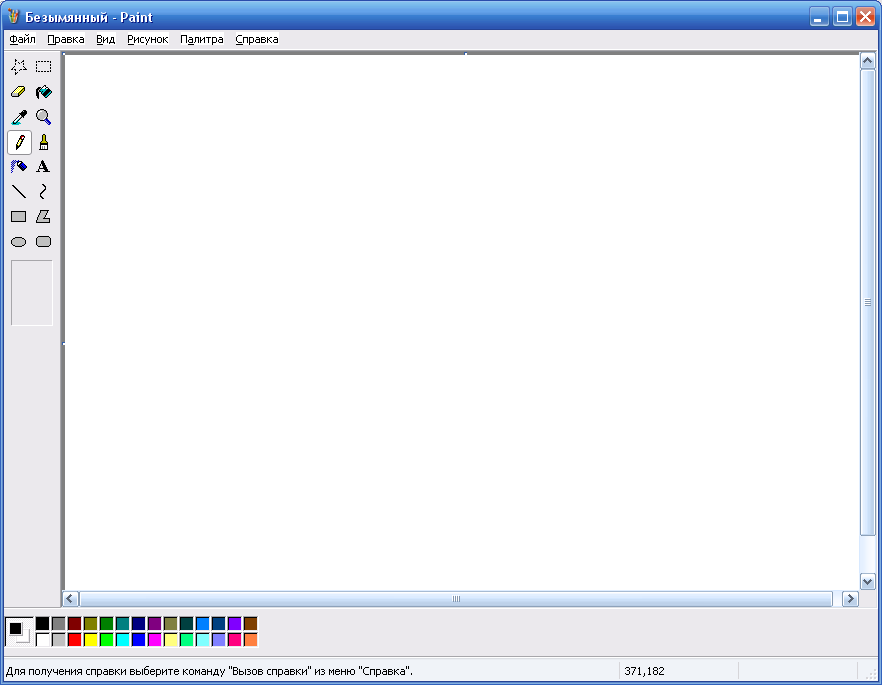 Безымянный - Paint
Файл Правка Вид Рисунок Палитра Справка
A
Для получения справки выберите команду "Вызов справки" из меню "Справка". 371,182